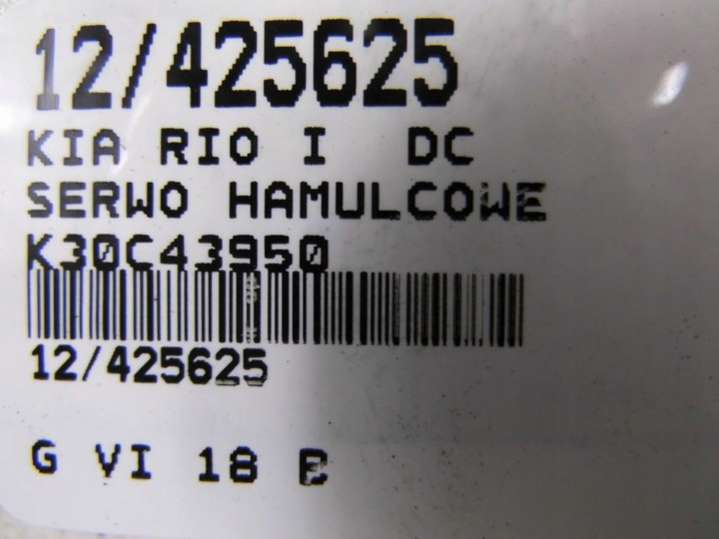 12/425625
KIA RIO I DC
SERWO HAMULCOWE
K30C43950
12/425625
G VI 18 B